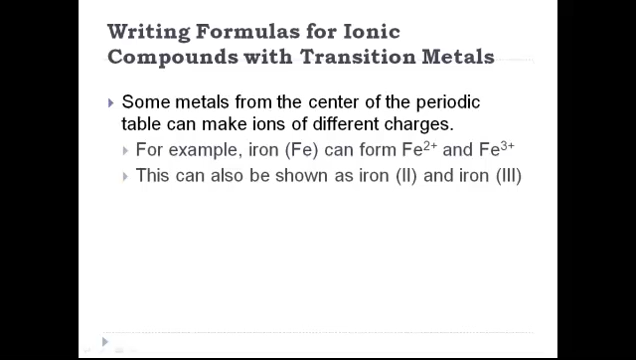 Writing Formulas for Ionic
Compounds with Transition Metals
Some metals from the center of the periodic
table can make ions of different charges.
For example, iron (Fe) can form Fe²⁺ and Fe³⁺
This can also be shown as iron (II) and iron (III)